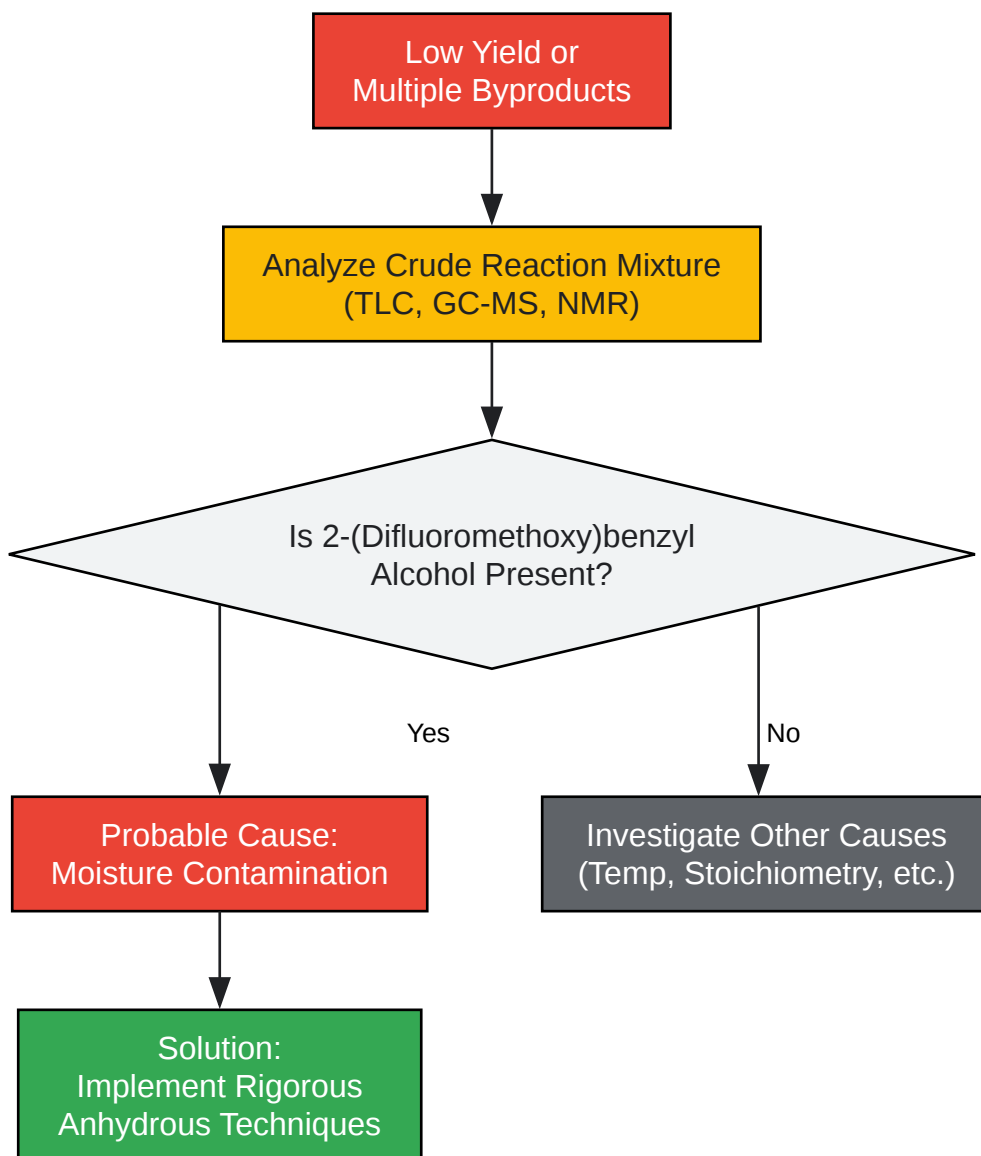 Low Yield or
Multiple Byproducts
Analyze Crude Reaction Mixture
(TLC, GC-MS, NMR)
Is 2-(Difluoromethoxy)benzyl
Alcohol Present?
Yes
No
Probable Cause:
Moisture Contamination
Investigate Other Causes
(Temp, Stoichiometry, etc.)
Solution:
Implement Rigorous
Anhydrous Techniques